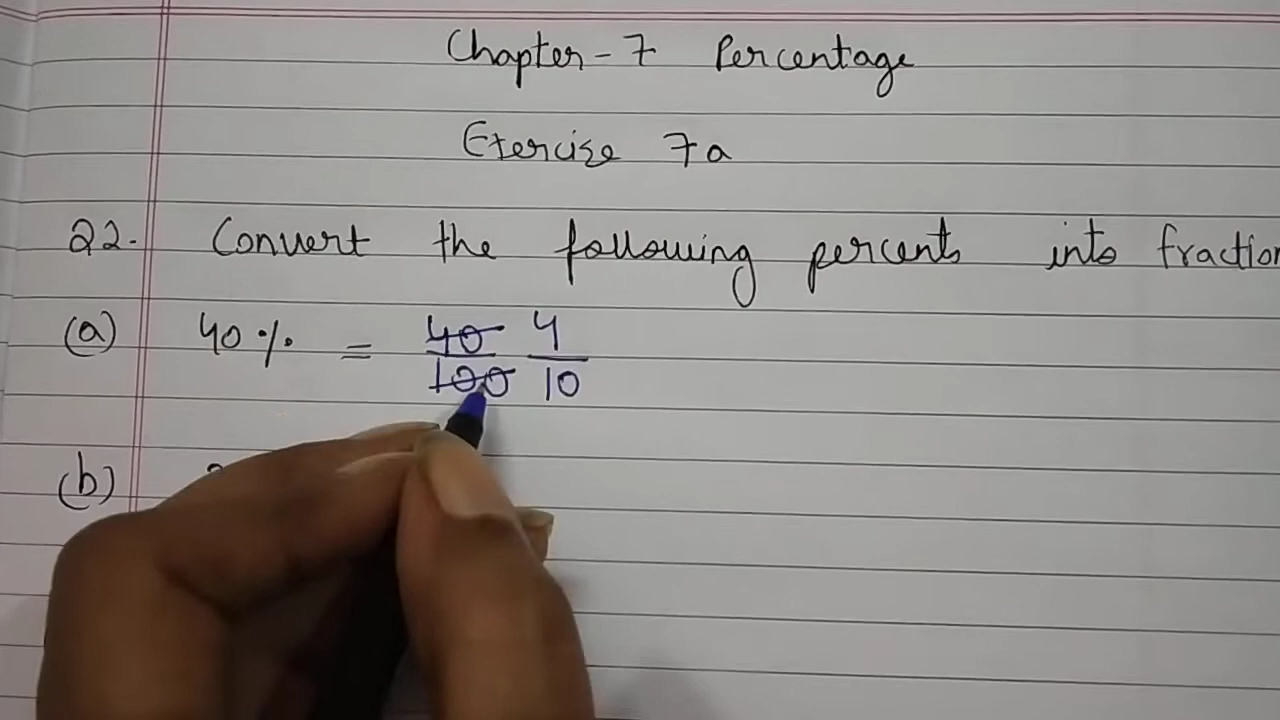 Chapter-7 Percentage
Exercise 7a
22. Convert the following percents into fraction
(a) 40% = 40/100 4/10
(b)